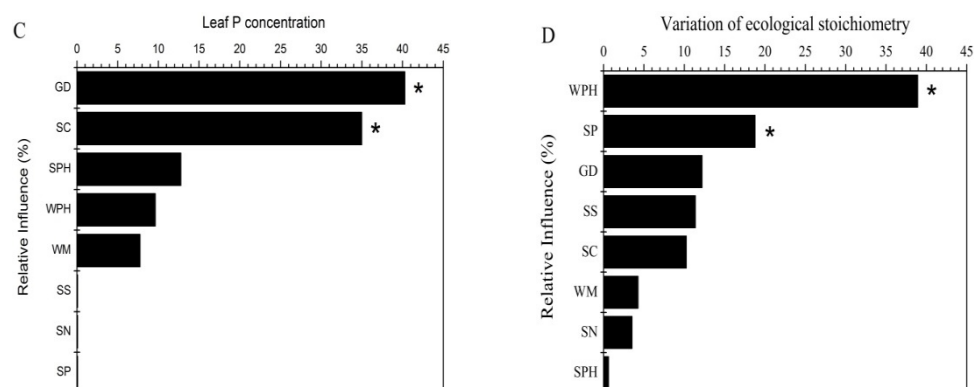 C
Leaf P concentration
0 5 10 15 20 25 30 35 40 45
Relative Influence (%)
GD *
SC *
SPH
WPH
WM
SS
SN
SP
D
Variation of ecological stoichiometry
0 5 10 15 20 25 30 35 40 45
Relative Influence (%)
WPH *
SP *
GD
SS
SC
WM
SN
SPH